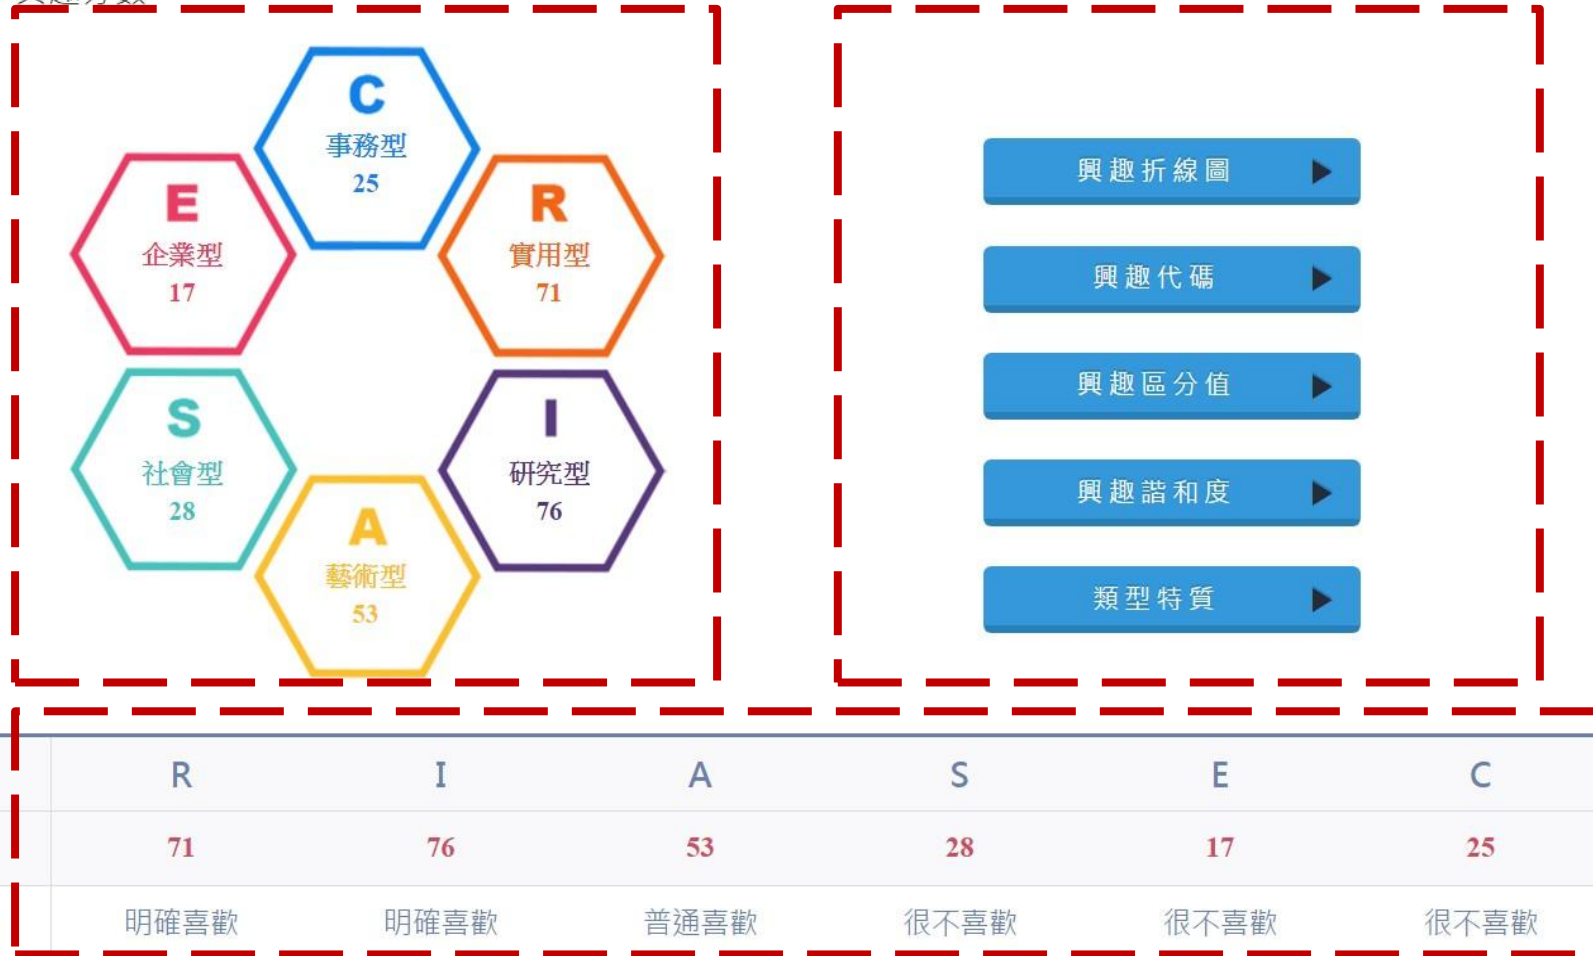 C
事務型
25
E
企業型
17
R
實用型
71
S
社會型
28
I
研究型
76
A
藝術型
53
興趣折線圖
興趣代碼
興趣區分值
興趣諧和度
類型特質
R I A S E C
71 76 53 28 17 25
明確喜歡 明確喜歡 普通喜歡 很不喜歡 很不喜歡 很不喜歡